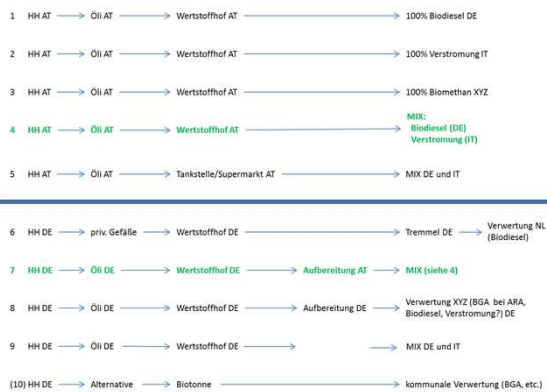 1 HH AT Öli AT Wertstoffhof AT 100% Biodiesel DE
2 HH AT Öli AT Wertstoffhof AT 100% Verstromung IT
3 HH AT Öli AT Wertstoffhof AT 100% Biomethan XYZ
4 HH AT Öli AT Wertstoffhof AT MIX:
Biodiesel (DE)
Verstromung (IT)
5 HH AT Öli AT Tankstelle/Supermarkt AT MIX DE und IT
6 HH DE priv. Gefäße Wertstoffhof DE Tremmel DE Verwertung NL
(Biodiesel)
7 HH DE Öli DE Wertstoffhof DE Aufbereitung AT MIX (siehe 4)
8 HH DE Öli DE Wertstoffhof DE Aufbereitung DE Verwertung XYZ (BGA bei ARA,
Biodiesel, Verstromung?) DE
9 HH DE Öli DE Wertstoffhof DE MIX DE und IT
(10) HH DE Alternative Biotonne kommunale Verwertung (BGA, etc.)